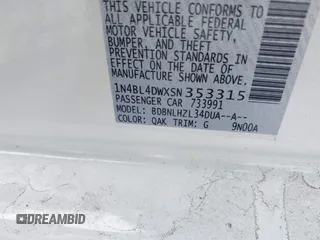 THIS VEHICLE CONFORMS TO ALL
APPLICABLE FEDERAL
MOTOR VEHICLE SAFETY,
BUMPER, AND THEFT
PREVENTION STANDARDS IN
EFFECT ON THE DATE OF
MANUFACTURE SHOWN ABOVE.
1N4BL4DWXSN353315
PASSENGER CAR 733991
MODEL: BDBNLHZL34DUA--A--
COLOR: QAK TRIM: G 9N00A
DREAMBID